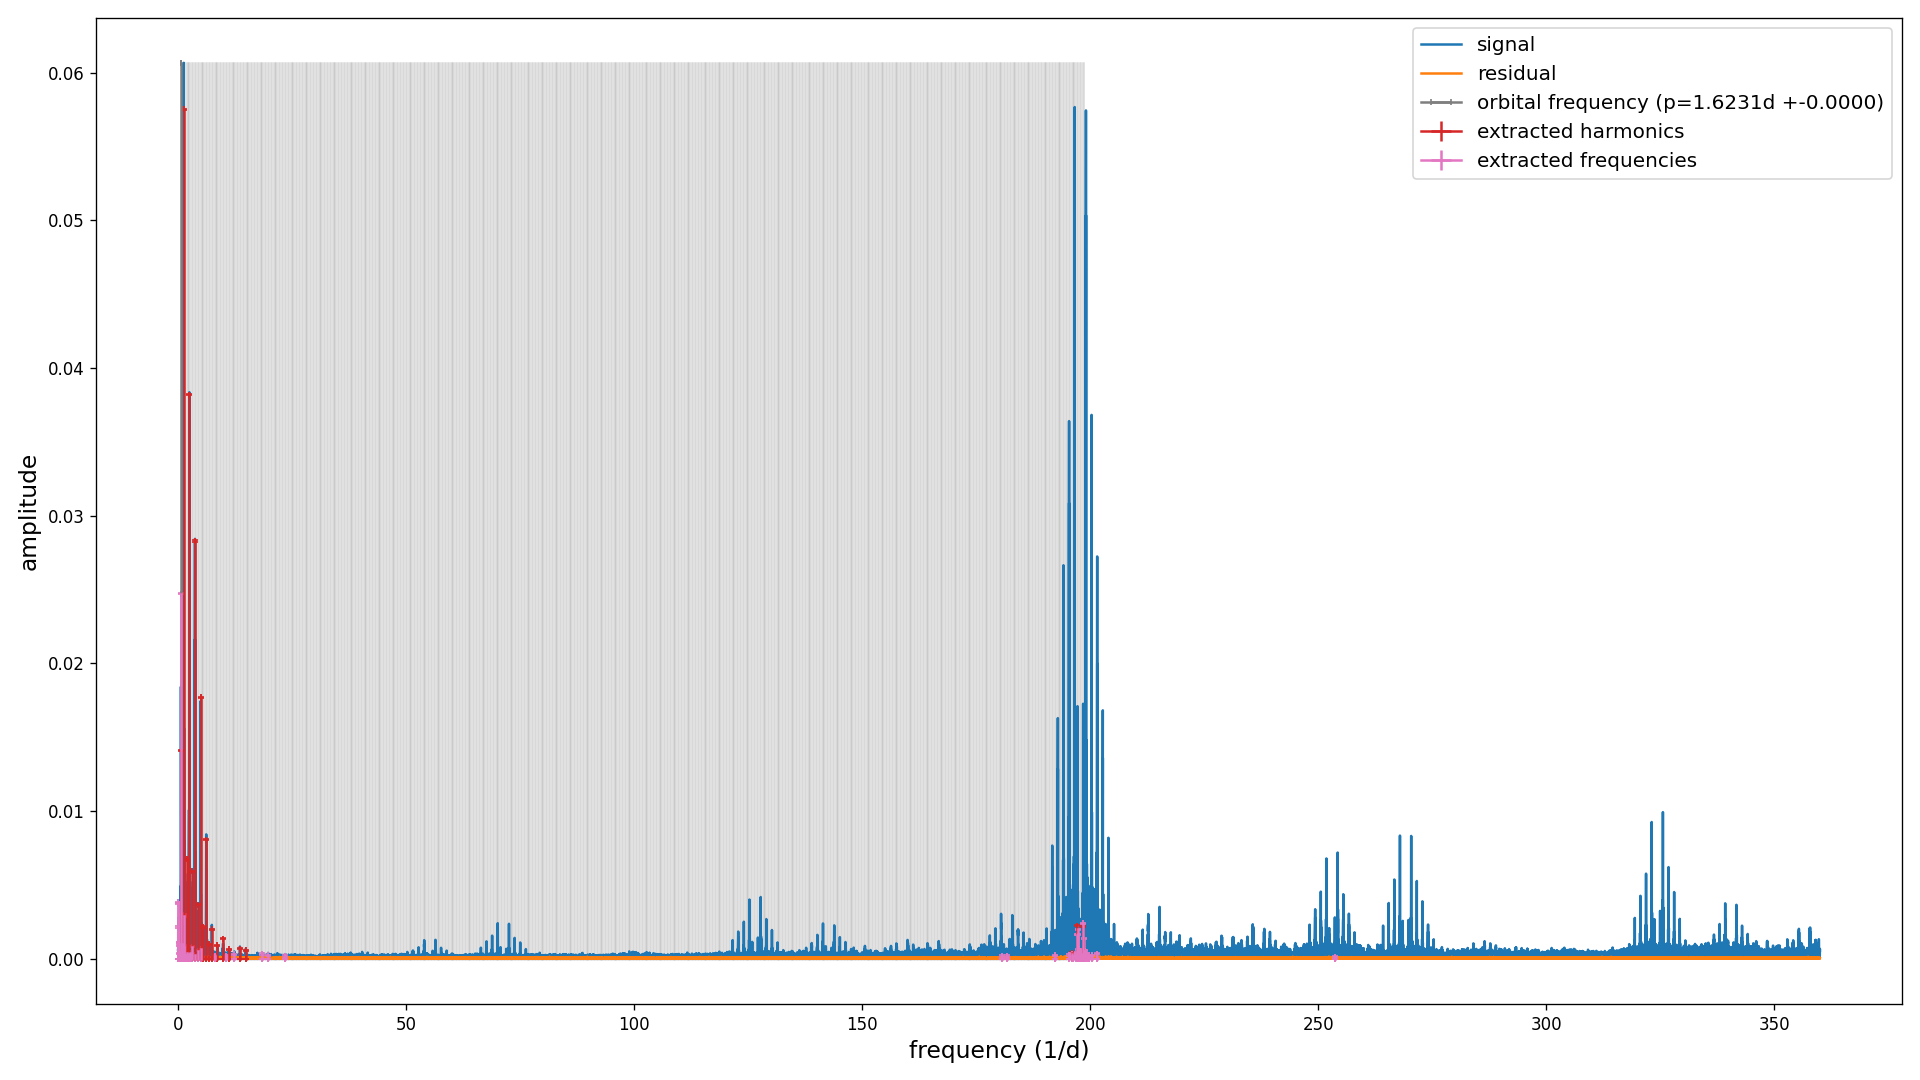 signal
residual
orbital frequency (p=1.6231d +-0.0000)
extracted harmonics
extracted frequencies
0.06
0.05
0.04
0.03
0.02
0.01
0.00
amplitude
0 50 100 150 200 250 300 350
frequency (1/d)